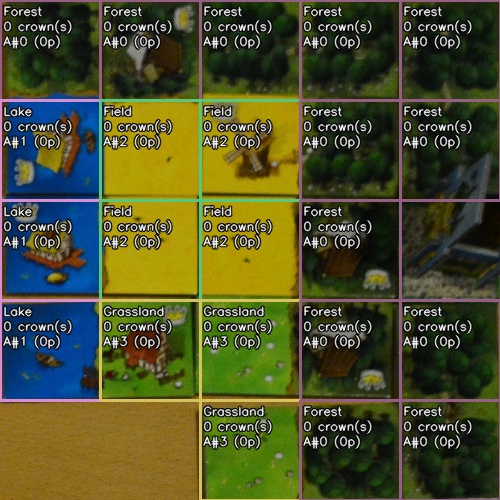 Forest
0 crown(s)
A#0 (0p)
Forest
0 crown(s)
A#0 (0p)
Forest
0 crown(s)
A#0 (0p)
Forest
0 crown(s)
A#0 (0p)
Forest
0 crown(s)
A#0 (0p)
Lake
0 crown(s)
A#1 (0p)
Field
0 crown(s)
A#2 (0p)
Field
0 crown(s)
A#2 (0p)
Forest
0 crown(s)
A#0 (0p)
Forest
0 crown(s)
A#0 (0p)
Lake
0 crown(s)
A#1 (0p)
Field
0 crown(s)
A#2 (0p)
Field
0 crown(s)
A#2 (0p)
Forest
0 crown(s)
A#0 (0p)
Forest
0 crown(s)
A#0 (0p)
Lake
0 crown(s)
A#1 (0p)
Grassland
0 crown(s)
A#3 (0p)
Grassland
0 crown(s)
A#3 (0p)
Forest
0 crown(s)
A#0 (0p)
Forest
0 crown(s)
A#0 (0p)
Grassland
0 crown(s)
A#3 (0p)
Forest
0 crown(s)
A#0 (0p)
Forest
0 crown(s)
A#0 (0p)